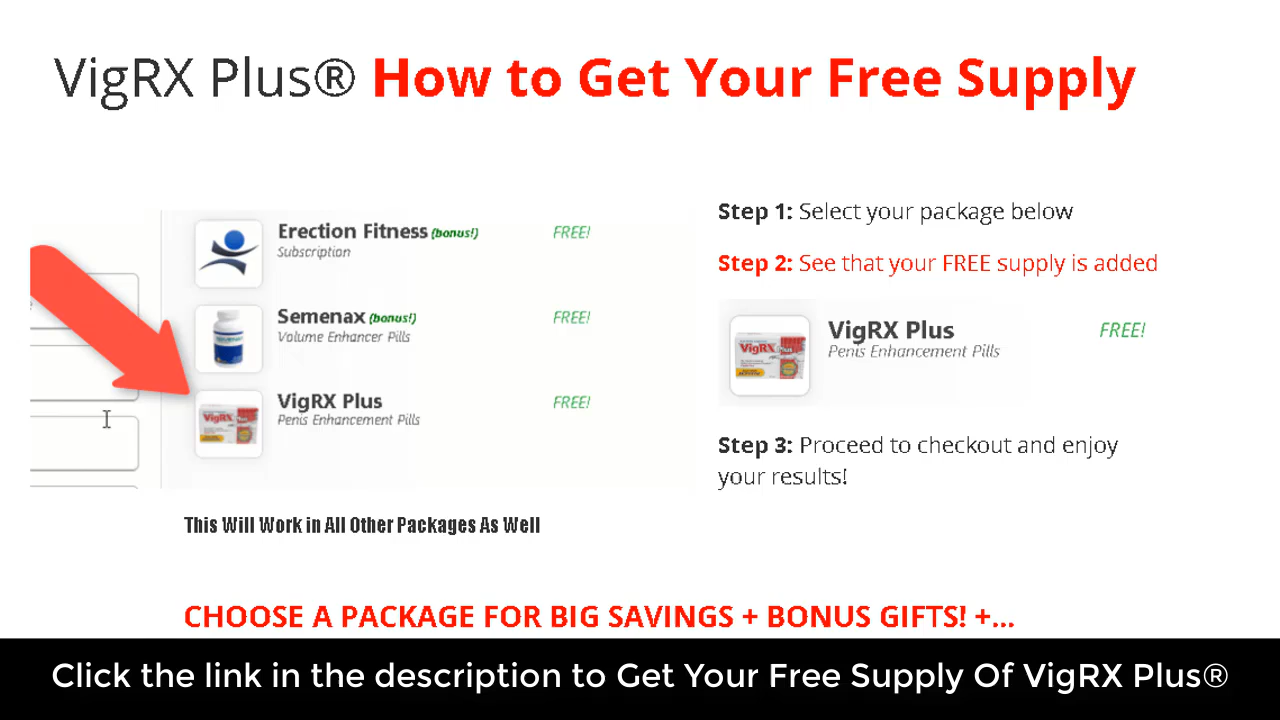 VigRX Plus® How to Get Your Free Supply
Erection Fitness (bonus!) FREE!
Subscription
Semenax (bonus!) FREE!
Volume Enhancer Pills
VigRX Plus FREE!
Penis Enhancement Pills
This Will Work in All Other Packages As Well
Step 1: Select your package below
Step 2: See that your FREE supply is added
VigRX Plus FREE!
Penis Enhancement Pills
VigRX Plus
Step 3: Proceed to checkout and enjoy
your results!
CHOOSE A PACKAGE FOR BIG SAVINGS + BONUS GIFTS! +...
Click the link in the description to Get Your Free Supply Of VigRX Plus®